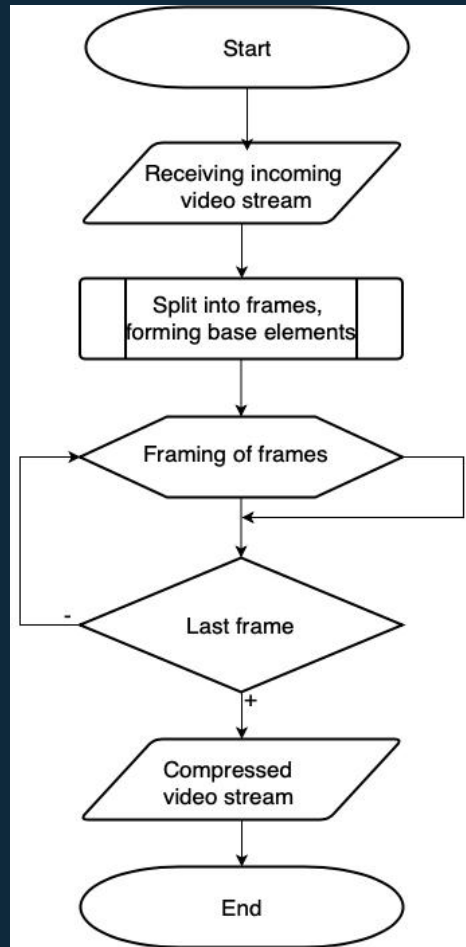 Start
Receiving incoming
video stream
Split into frames,
forming base elements
Framing of frames
-
Last frame
+
Compressed
video stream
End